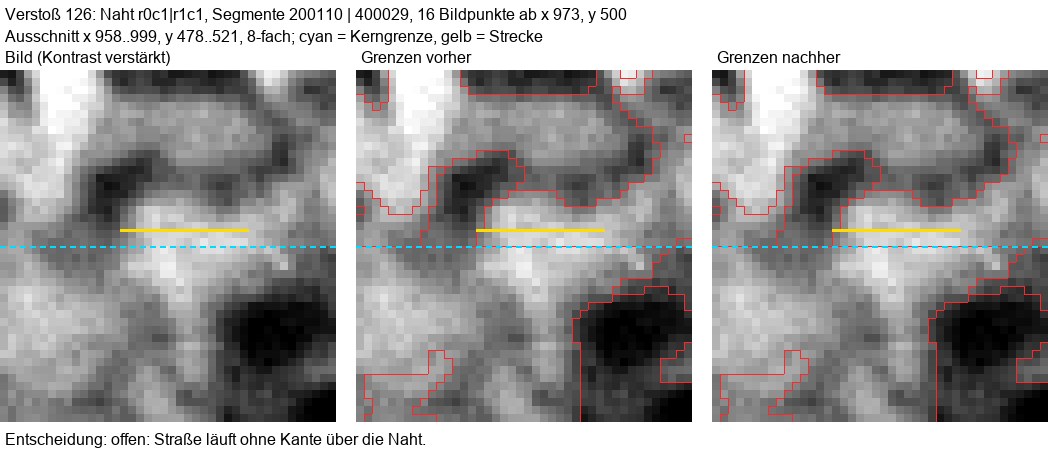 Verstoß 126: Naht r0c1|r1c1, Segmente 200110 | 400029, 16 Bildpunkte ab x 973, y 500
Ausschnitt x 958..999, y 478..521, 8-fach; cyan = Kerngrenze, gelb = Strecke
Bild (Kontrast verstärkt) Grenzen vorher Grenzen nachher
Entscheidung: offen: Straße läuft ohne Kante über die Naht.